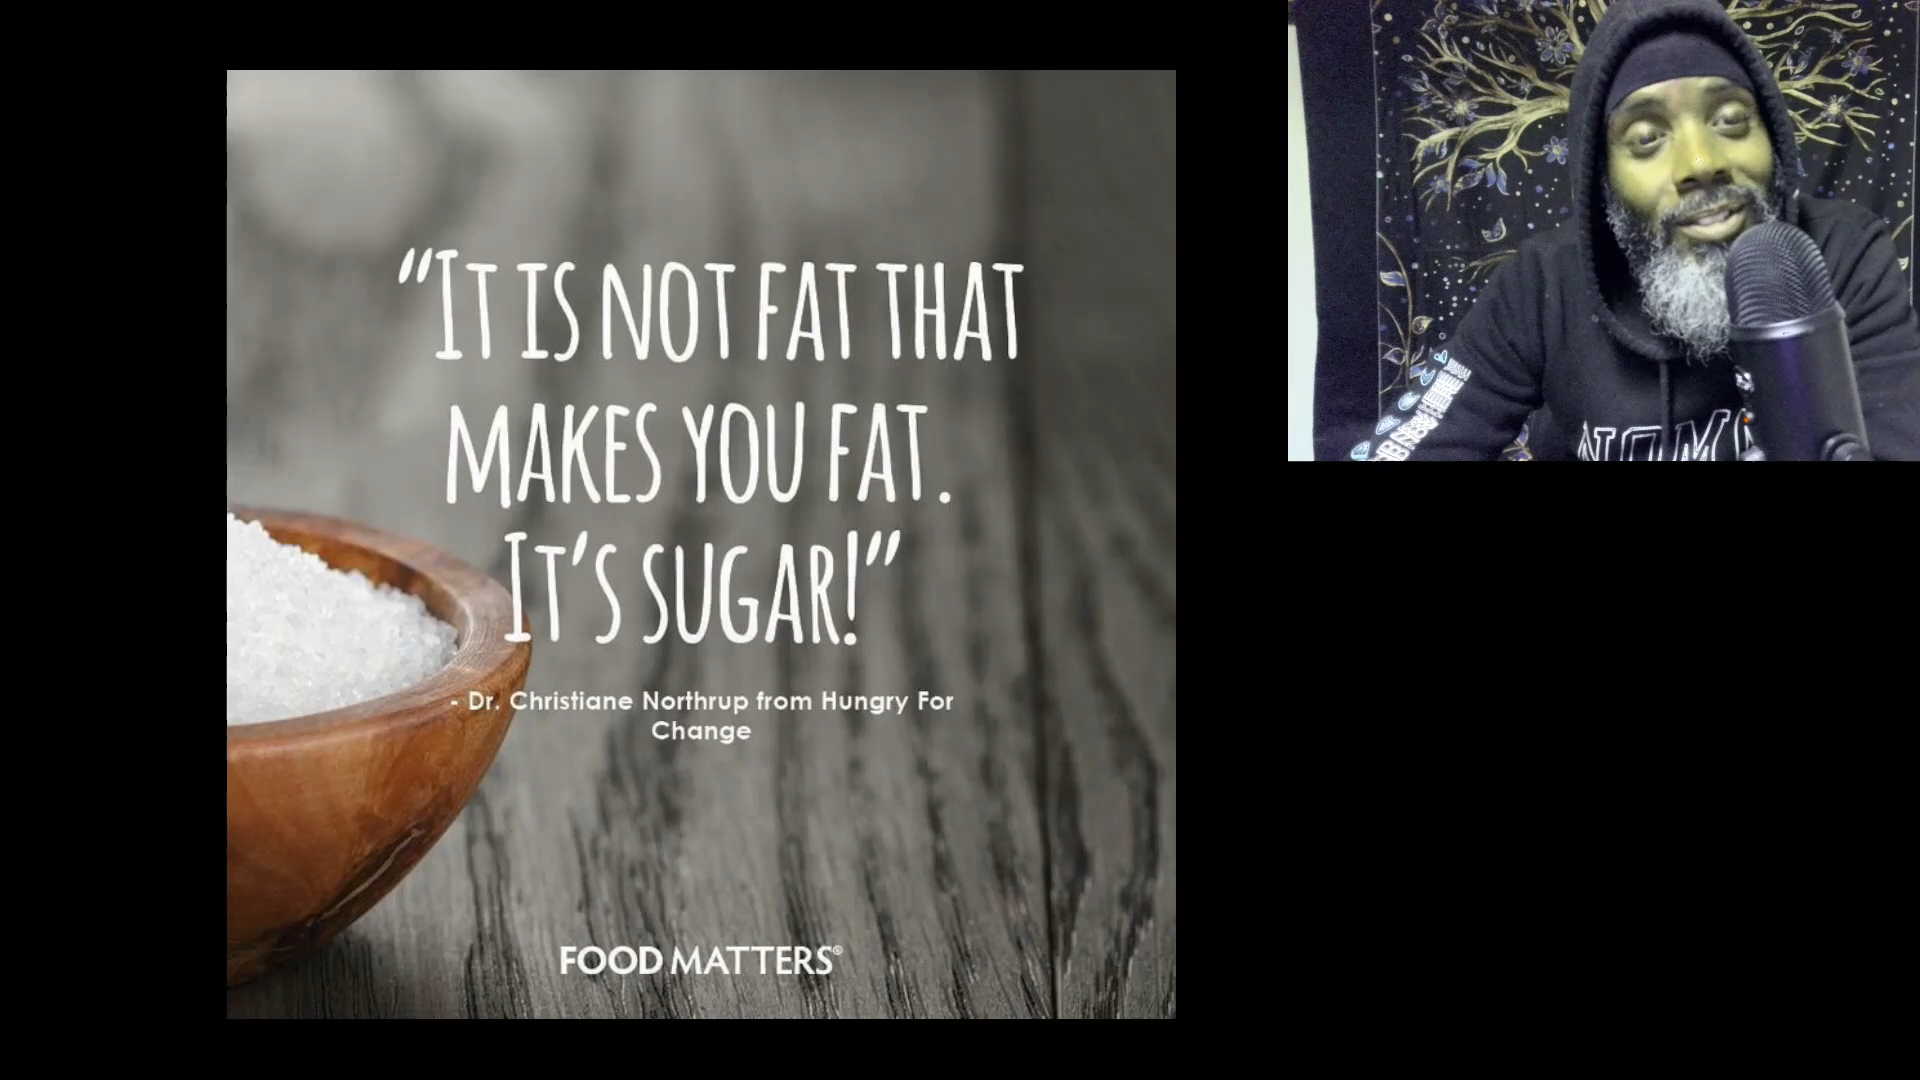 “It is not fat that
makes you fat.
It’s sugar!”
- Dr. Christiane Northrup from Hungry For
Change
FOOD MATTERS®